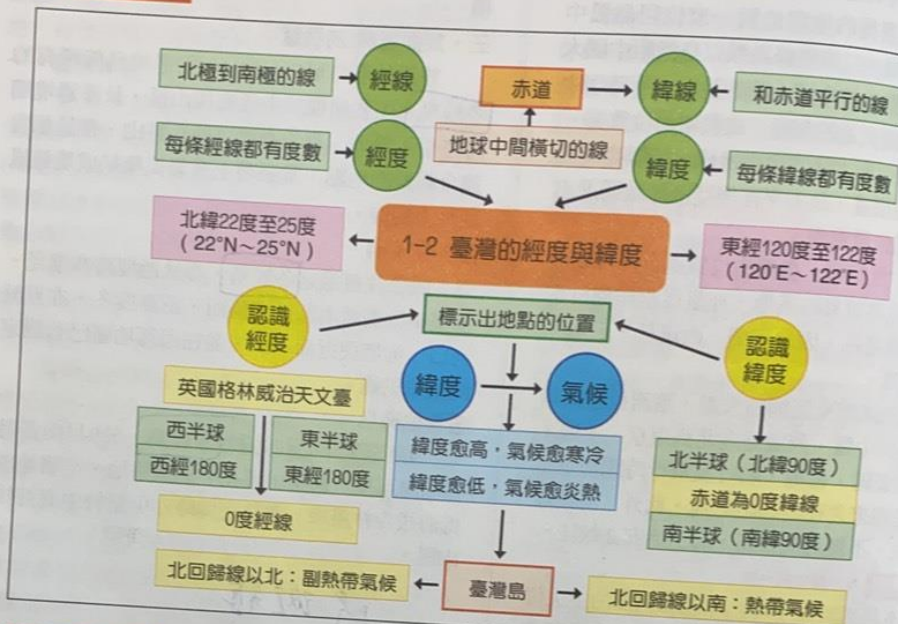 北極到南極的線
經線
赤道
緯線
和赤道平行的線
每條經線都有度數
經度
地球中間橫切的線
緯度
每條緯線都有度數
北緯22度至25度
(22°N～25°N)
1-2 臺灣的經度與緯度
東經120度至122度
(120°E～122°E)
認識
經度
標示出地點的位置
認識
緯度
英國格林威治天文臺
緯度
氣候
西半球
東半球
西經180度
東經180度
緯度愈高，氣候愈寒冷
緯度愈低，氣候愈炎熱
北半球（北緯90度）
赤道為0度緯線
南半球（南緯90度）
0度經線
北回歸線以北：副熱帶氣候
臺灣島
北回歸線以南：熱帶氣候